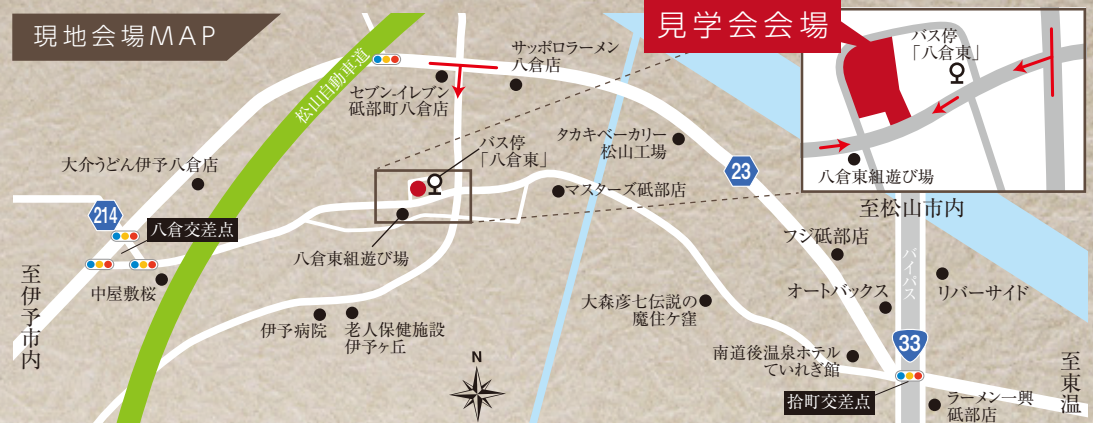 現地会場MAP
見学会会場
松山自動車道
サッポロラーメン
八倉店
セブン-イレブン
砥部町八倉店
バス停
「八倉東」
タカキベーカリー
松山工場
大介うどん伊予八倉店
バス停
「八倉東」
八倉東組遊び場
23
マスターズ砥部店
至松山市内
214
八倉交差点
八倉東組遊び場
フジ砥部店
バイパス
至伊予市内
中屋敷桜
オートバックス
リバーサイド
大森彦七伝説の
魔住ケ窪
伊予病院
老人保健施設
伊予ヶ丘
33
南道後温泉ホテル
ていれぎ館
N
至東温
拾町交差点
ラーメン一興
砥部店